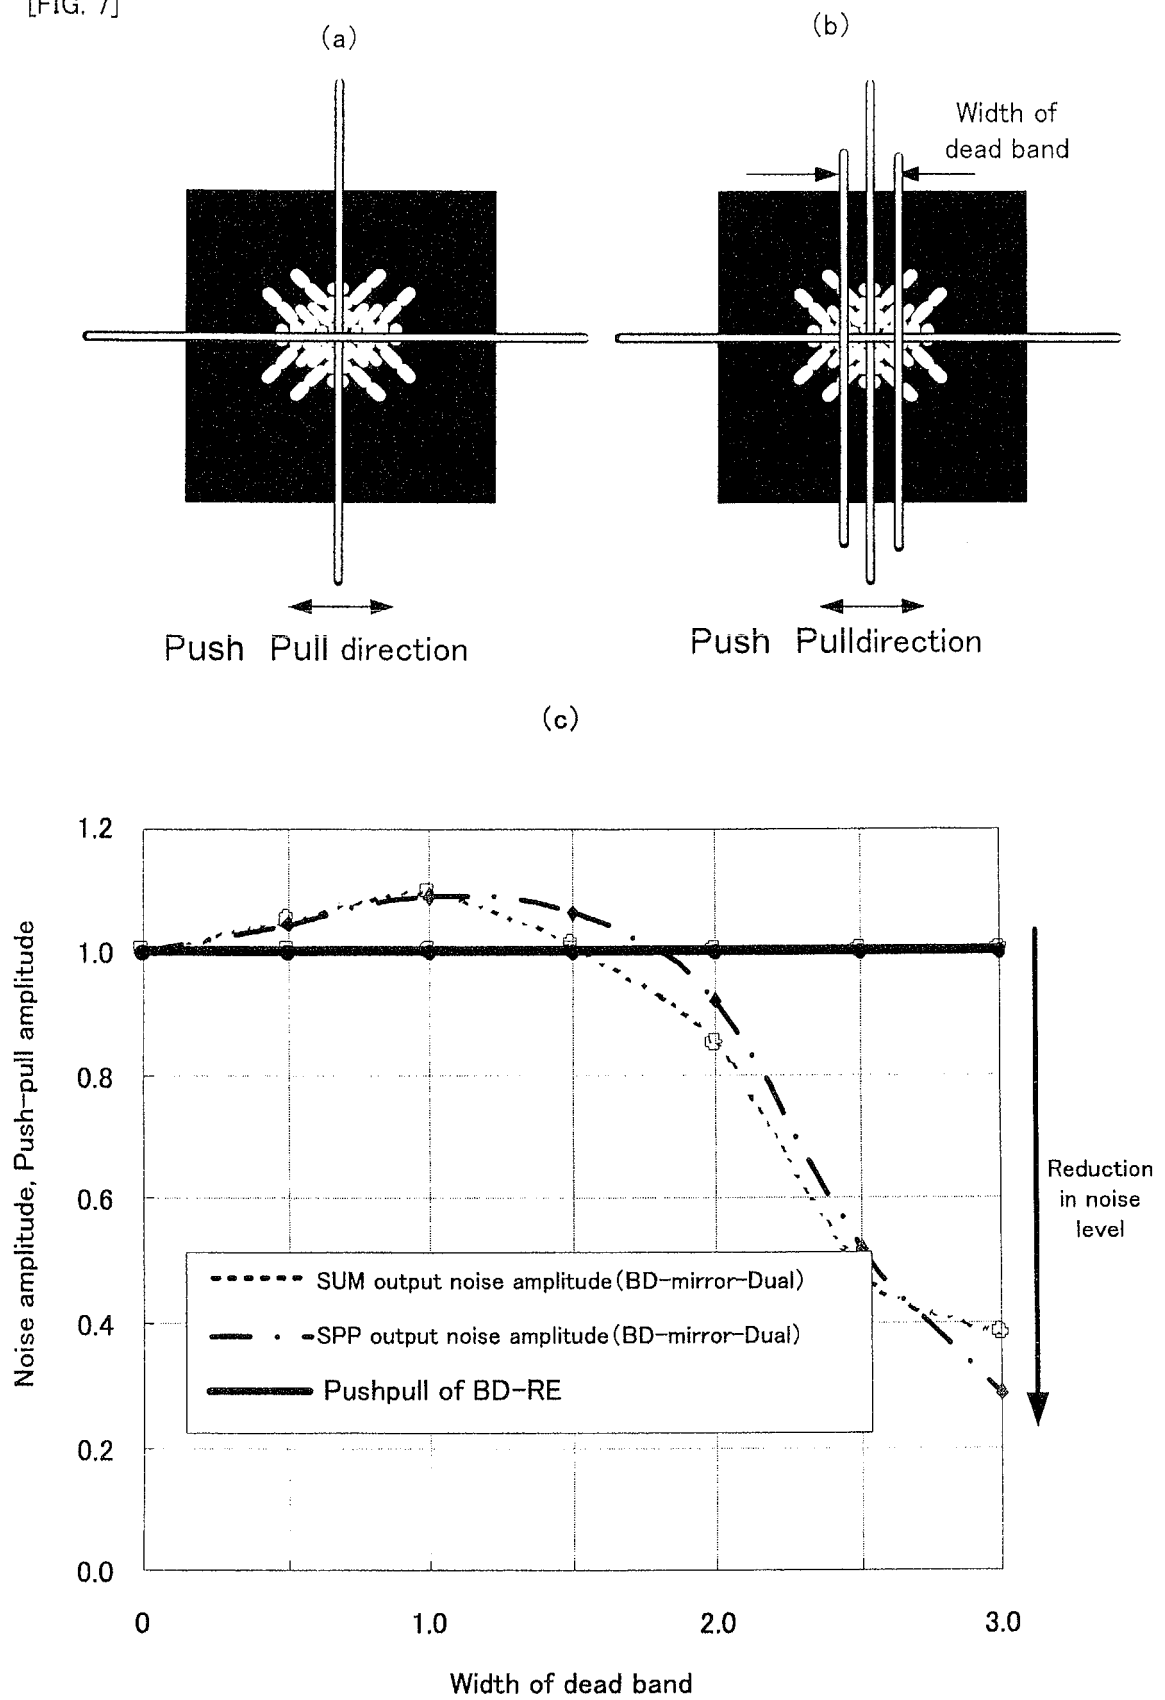 [FIG. 7]
(a)
(b)
Width of
dead band
Push Pull direction
Push Pulldirection
(c)
Noise amplitude, Push-pull amplitude
1.2
1.0
0.8
0.6
0.4
0.2
0.0
Reduction
in noise
level
SUM output noise amplitude(BD-mirror-Dual)
SPP output noise amplitude(BD-mirror-Dual)
Pushpull of BD-RE
0
1.0
2.0
3.0
Width of dead band